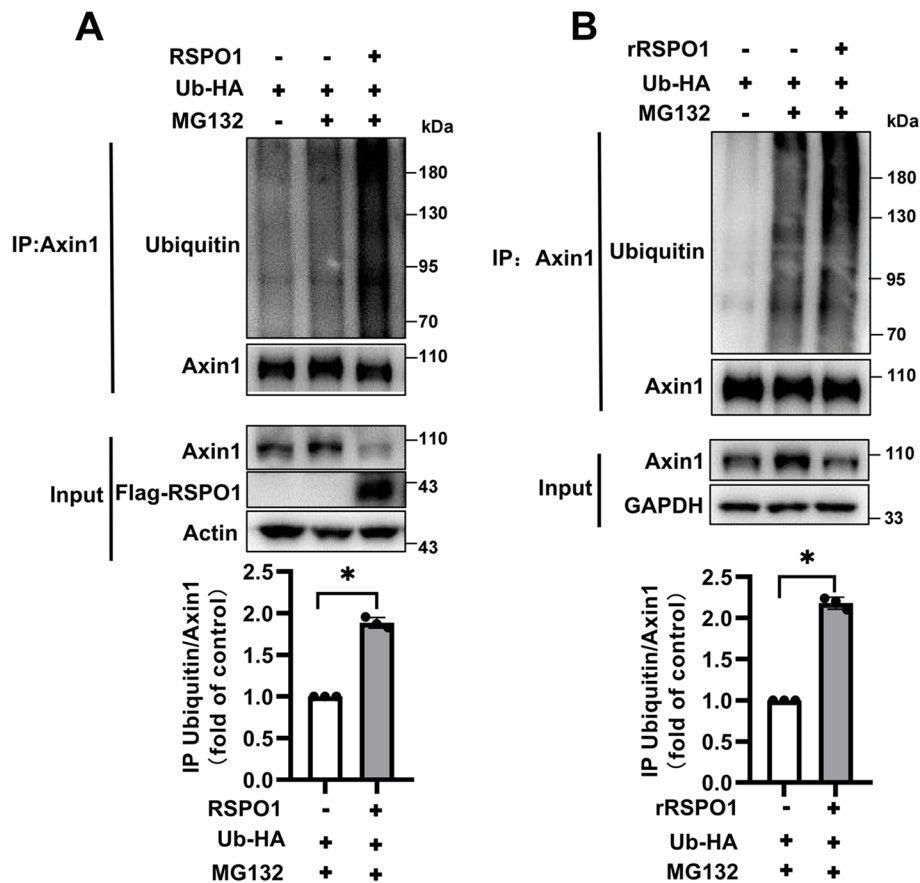 A
RSPO1 - - +
Ub-HA + + +
MG132 - + +
kDa
IP:Axin1
Ubiquitin
180
130
95
70
Axin1
110
Input
Axin1
110
Flag-RSPO1
43
Actin
43
IP Ubiquitin/Axin1
(fold of control)
2.5
2.0
1.5
1.0
0.5
0.0
*
RSPO1 - +
Ub-HA + +
MG132 + +
B
rRSPO1 - - +
Ub-HA + + +
MG132 - + +
kDa
IP: Axin1
Ubiquitin
180
130
95
70
Axin1
110
Input
Axin1
110
GAPDH
33
IP Ubiquitin/Axin1
(fold of control)
2.5
2.0
1.5
1.0
0.5
0.0
*
rRSPO1 - +
Ub-HA + +
MG132 + +